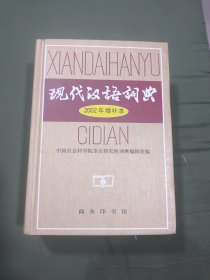 XIANDAIHANYU
现代汉语词典
2002年增补本
CIDIAN
中国社会科学院语言研究所词典编辑室编
商务印书馆